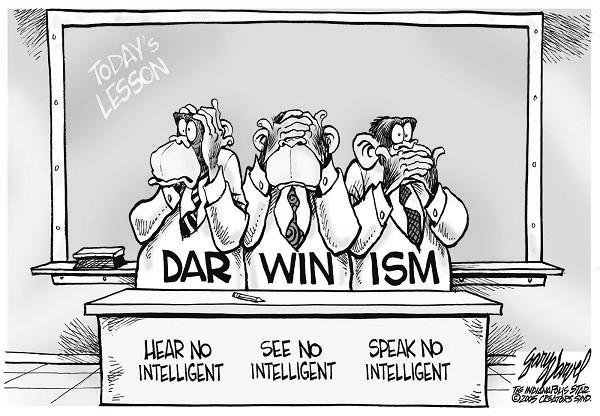 TODAY'S
LESSON
DAR WIN ISM
HEAR NO
INTELLIGENT
SEE NO
INTELLIGENT
SPEAK NO
INTELLIGENT
Gary Varvel
THE INDIANAPOLIS STAR
©2005 CREATORS SYND.